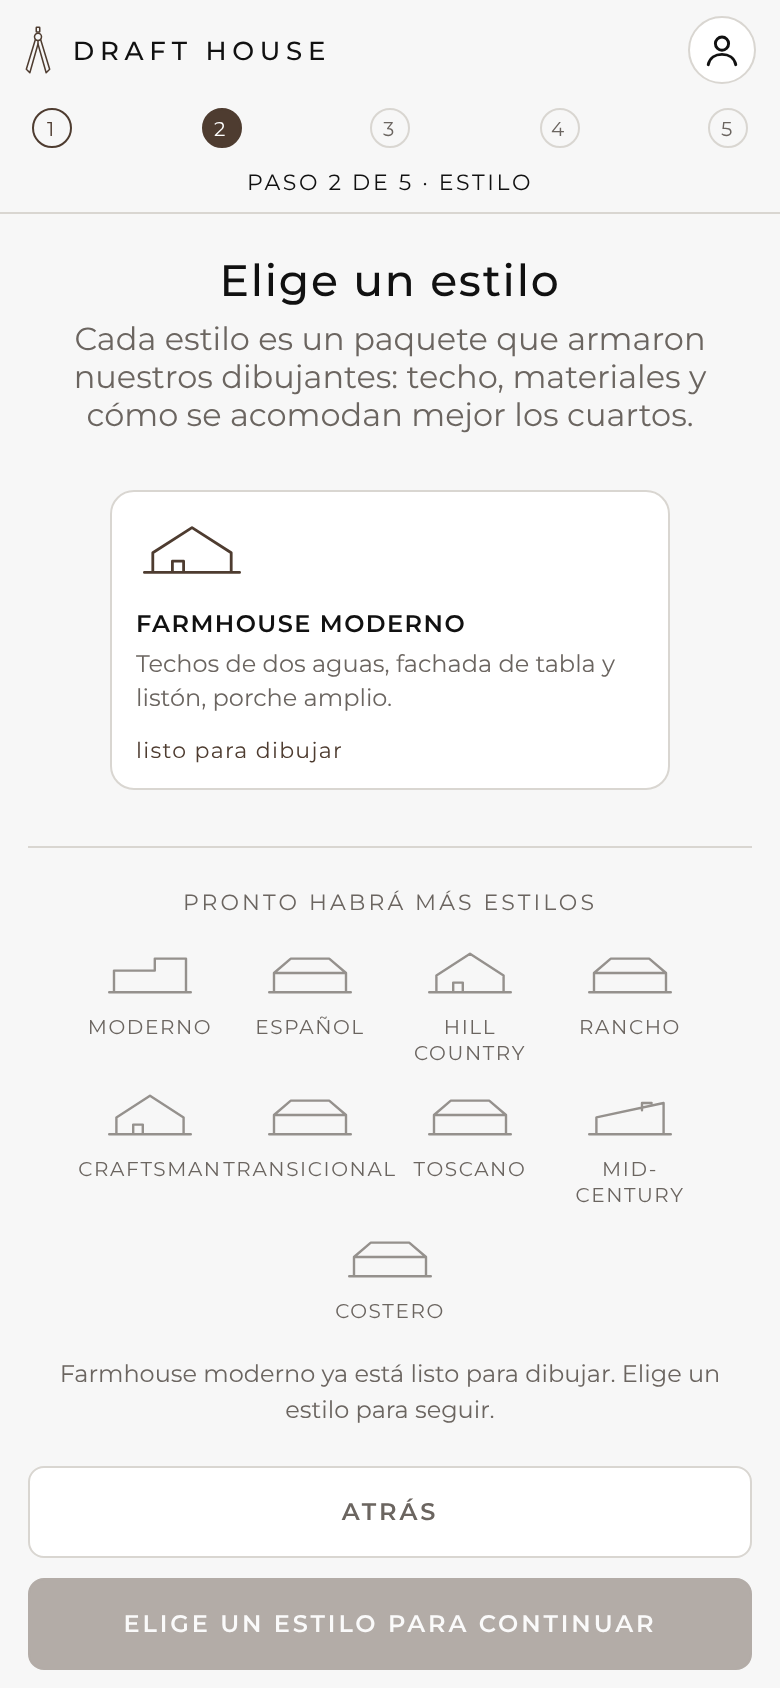 DRAFT HOUSE
1 2 3 4 5
PASO 2 DE 5 · ESTILO
Elige un estilo
Cada estilo es un paquete que armaron
nuestros dibujantes: techo, materiales y
cómo se acomodan mejor los cuartos.
FARMHOUSE MODERNO
Techos de dos aguas, fachada de tabla y
listón, porche amplio.
listo para dibujar
PRONTO HABRÁ MÁS ESTILOS
MODERNO
ESPAÑOL
HILL
COUNTRY
RANCHO
CRAFTSMAN
TRANSICIONAL
TOSCANO
MID-
CENTURY
COSTERO
Farmhouse moderno ya está listo para dibujar. Elige un
estilo para seguir.
ATRÁS
ELIGE UN ESTILO PARA CONTINUAR